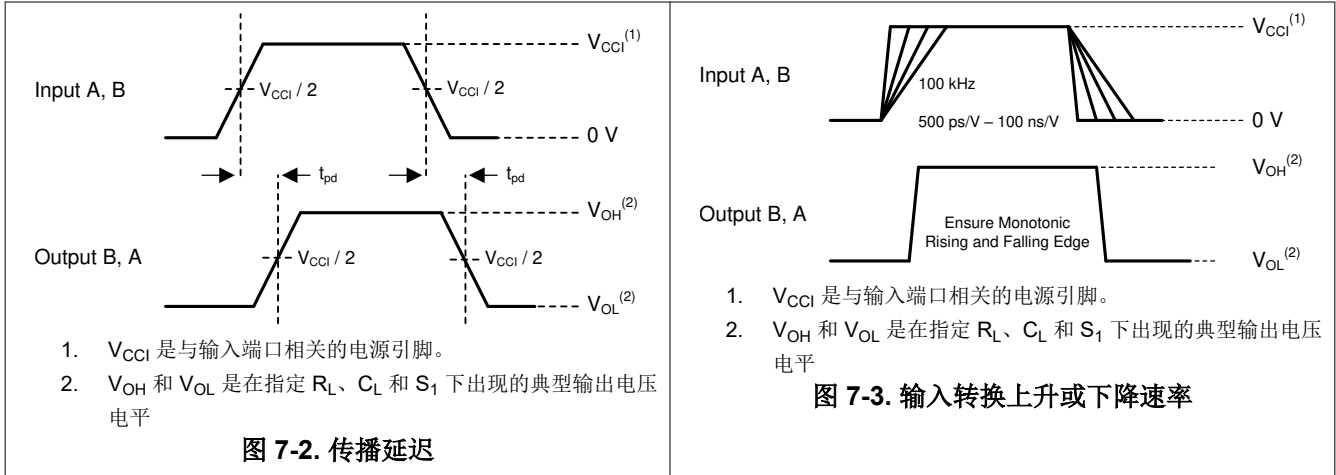 V_CCI^(1)
Input A, B
V_CCI / 2
V_CCI / 2
0 V
t_pd
t_pd
V_OH^(2)
Output B, A
V_CCI / 2
V_CCI / 2
V_OL^(2)
1. V_CCI 是与输入端口相关的电源引脚。
2. V_OH 和 V_OL 是在指定 R_L、C_L 和 S_1 下出现的典型输出电压
电平
图 7-2. 传播延迟
V_CCI^(1)
Input A, B
100 kHz
500 ps/V – 100 ns/V
0 V
V_OH^(2)
Output B, A
Ensure Monotonic
Rising and Falling Edge
V_OL^(2)
1. V_CCI 是与输入端口相关的电源引脚。
2. V_OH 和 V_OL 是在指定 R_L、C_L 和 S_1 下出现的典型输出电压
电平
图 7-3. 输入转换上升或下降速率